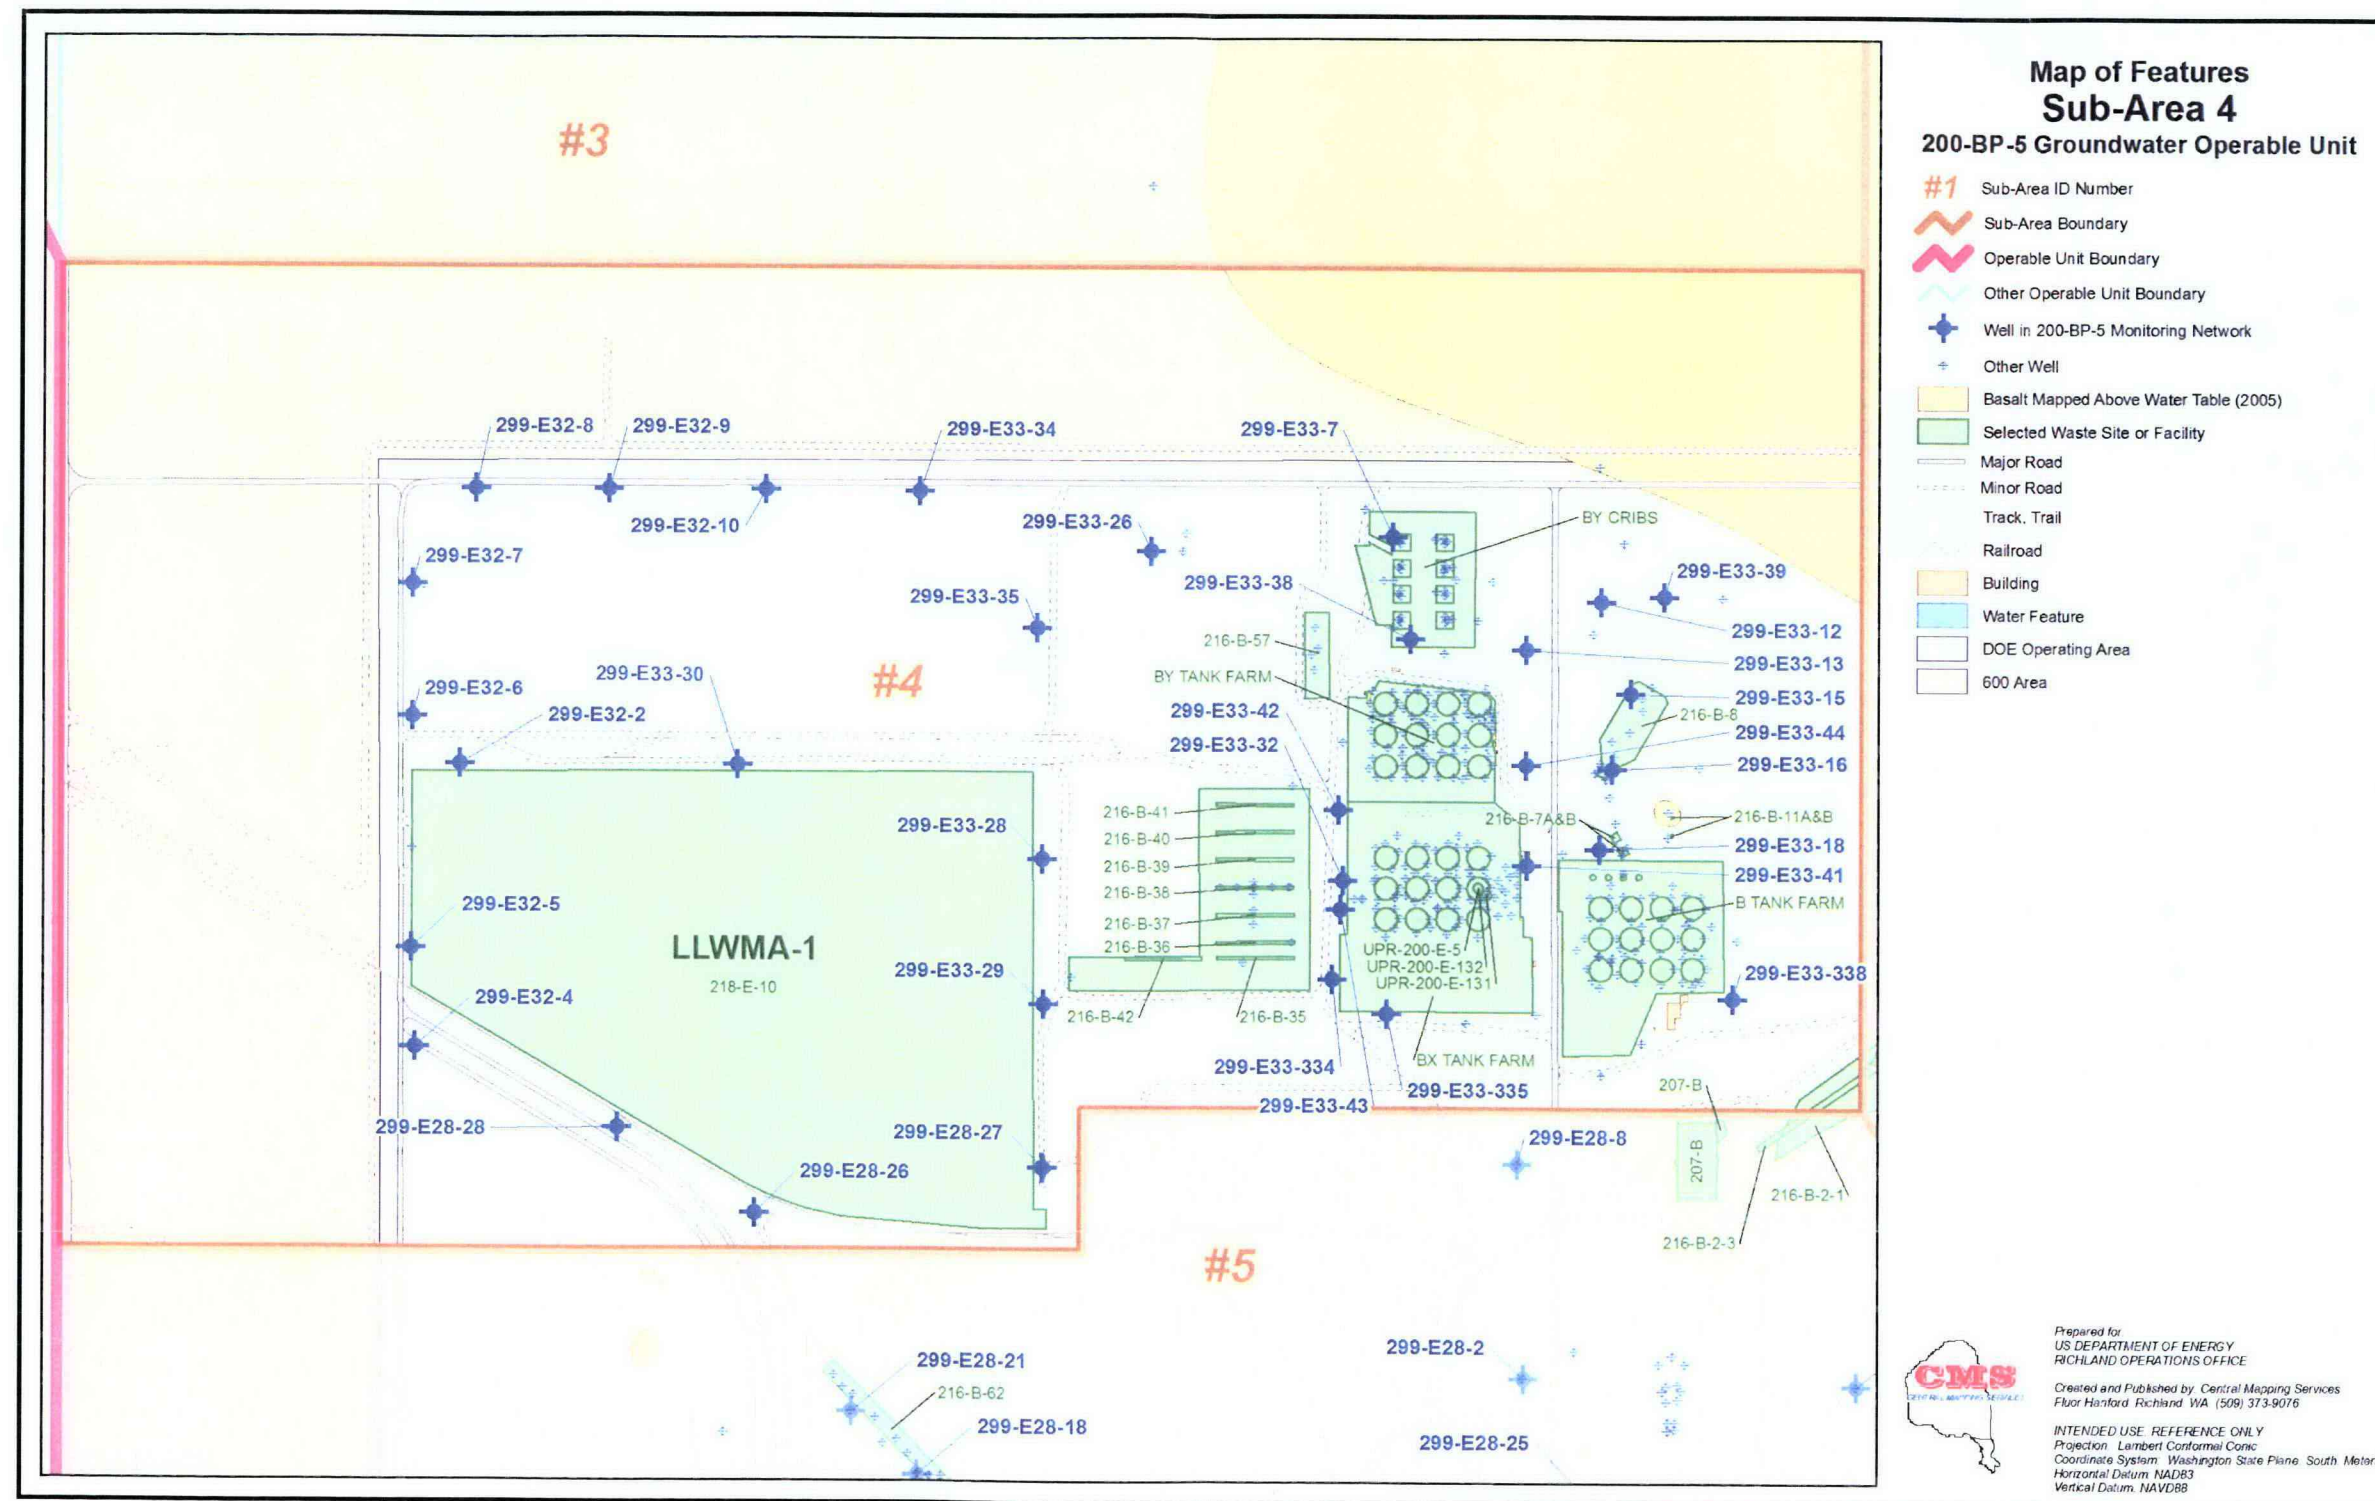 Map of Features
Sub-Area 4
200-BP-5 Groundwater Operable Unit
#1 Sub-Area ID Number
Sub-Area Boundary
Operable Unit Boundary
Other Operable Unit Boundary
Well in 200-BP-5 Monitoring Network
Other Well
Basalt Mapped Above Water Table (2005)
Selected Waste Site or Facility
Major Road
Minor Road
Track, Trail
Railroad
Building
Water Feature
DOE Operating Area
600 Area
#3
299-E32-8
299-E32-9
299-E33-34
299-E33-7
299-E32-10
299-E33-26
BY CRIBS
299-E32-7
299-E33-38
299-E33-39
299-E33-35
299-E33-12
216-B-57
299-E33-13
299-E33-30
#4
BY TANK FARM
299-E32-6
299-E33-15
299-E32-2
299-E33-42
216-B-8
299-E33-44
299-E33-32
299-E33-16
216-B-41
216-B-7A&B
216-B-11A&B
299-E33-28
216-B-40
299-E33-18
216-B-39
299-E33-41
216-B-38
299-E32-5
B TANK FARM
216-B-37
LLWMA-1
216-B-36
UPR-200-E-5
299-E33-29
UPR-200-E-132
299-E33-338
218-E-10
UPR-200-E-131
299-E32-4
216-B-42
216-B-35
299-E33-334
BX TANK FARM
299-E33-335
207-B
299-E33-43
299-E28-28
299-E28-27
299-E28-8
207-B
299-E28-26
216-B-2-1
216-B-2-3
#5
299-E28-21
299-E28-2
216-B-62
299-E28-18
299-E28-25
Prepared for
US DEPARTMENT OF ENERGY
RICHLAND OPERATIONS OFFICE
CMS
CENTRAL MAPPING SERVICES
Created and Published by Central Mapping Services
Fluor Hanford Richland WA (509) 373-9076
INTENDED USE REFERENCE ONLY
Projection Lambert Conformal Conic
Coordinate System Washington State Plane South Meter
Horizontal Datum NAD83
Vertical Datum NAVD88